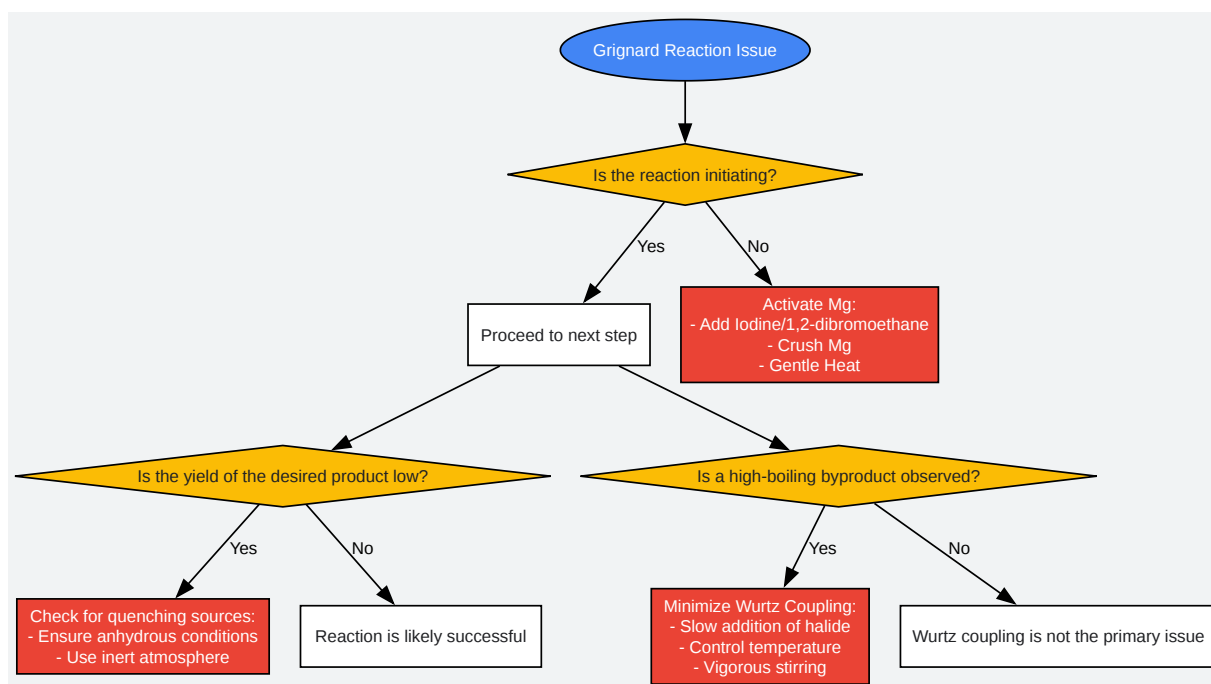 Grignard Reaction Issue
Is the reaction initiating?
Yes
No
Proceed to next step
Activate Mg:
- Add Iodine/1,2-dibromoethane
- Crush Mg
- Gentle Heat
Is the yield of the desired product low?
Is a high-boiling byproduct observed?
Yes
No
Yes
No
Check for quenching sources:
- Ensure anhydrous conditions
- Use inert atmosphere
Reaction is likely successful
Minimize Wurtz Coupling:
- Slow addition of halide
- Control temperature
- Vigorous stirring
Wurtz coupling is not the primary issue